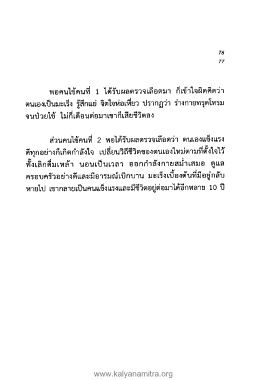 76
77
พอคนไข้คนที่ 1 ได้รับผลตรวจเลือดมา ก็เข้าใจผิดคิดว่า
ตนเองเป็นมะเร็ง รู้สึกแย่ จิตใจห่อเหี่ยว ปรากฏว่า ร่างกายทรุดโทรม
จนป่วยไข้ ไม่กี่เดือนต่อมาเขาก็เสียชีวิตลง
ส่วนคนไข้คนที่ 2 พอได้รับผลตรวจเลือดว่า ตนเองแข็งแรง
ดีทุกอย่างก็เกิดกำลังใจ เปลี่ยนวิถีชีวิตของตนเองใหม่ตามที่ตั้งใจไว้
ทั้งเลิกดื่มเหล้า นอนเป็นเวลา ออกกำลังกายสม่ำเสมอ ดูแล
ครอบครัวอย่างดีและมีอารมณ์เบิกบาน มะเร็งเบื้องต้นที่มีอยู่กลับ
หายไป เขากลายเป็นคนแข็งแรงและมีชีวิตอยู่ต่อมาได้อีกหลาย 10 ปี
www.kalyanamitra.org